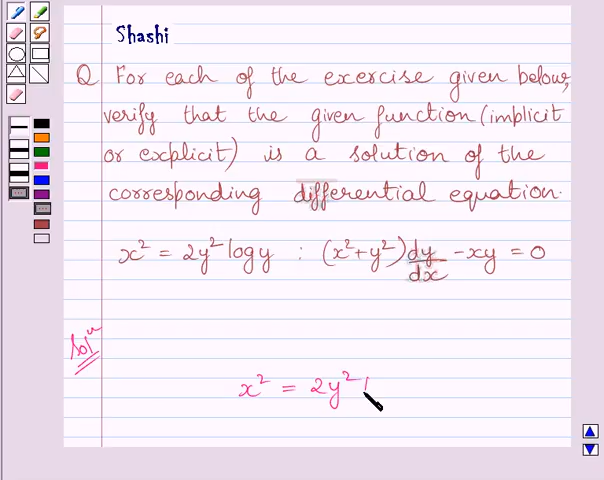 Shashi
Q For each of the exercise given below,
verify that the given function (implicit
or explicit) is a solution of the
corresponding differential equation.
x² = 2y² log y : (x²+y²) dy/dx - xy = 0
Solⁿ
x² = 2y² l